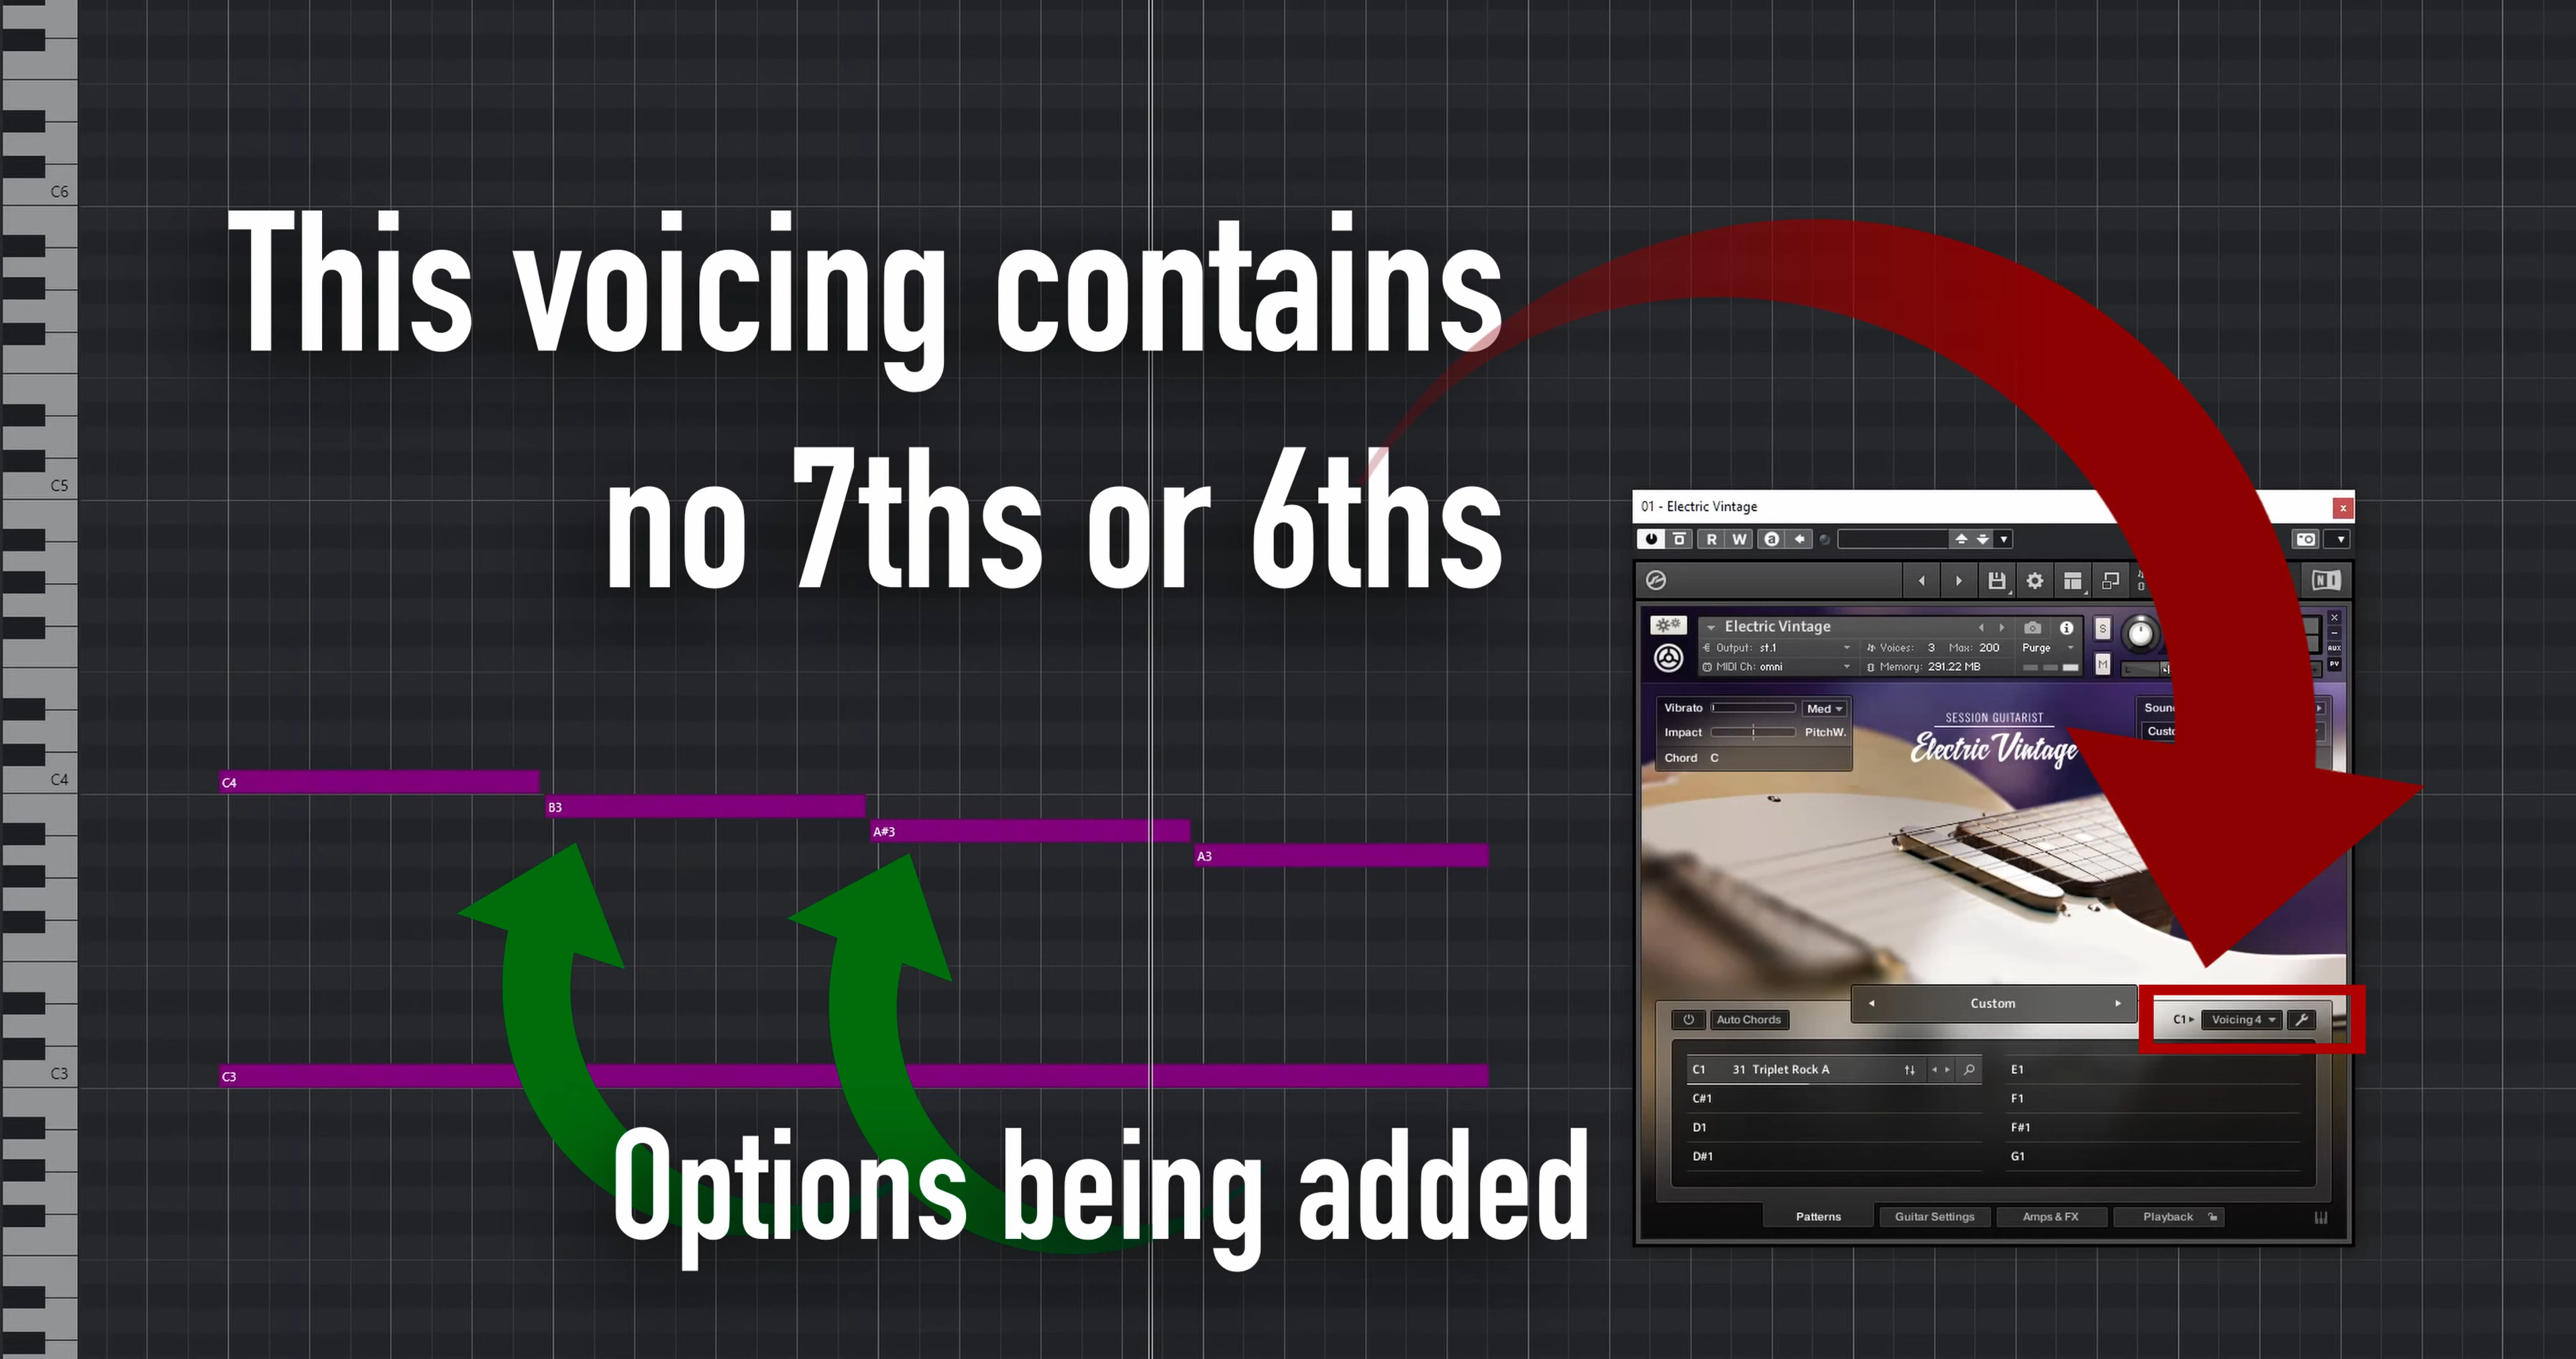 C6
This voicing contains
no 7ths or 6ths
C5
01 - Electric Vintage
x
R W a
NI
Electric Vintage
Output: st.1 Voices: 3 Max: 200 Purge
MIDI Ch: omni Memory: 291.22 MB
S
M
x
AUX
PV
Vibrato Med
Impact PitchW.
Chord C
SESSION GUITARIST
Electric Vintage
C4
C4
B3
A#3
A3
C3
C3
Options being added
Custom
Auto Chords
C1 Voicing 4
C1 31 Triplet Rock A
C#1
D1
D#1
E1
F1
F#1
G1
Patterns Guitar Settings Amps & FX Playback